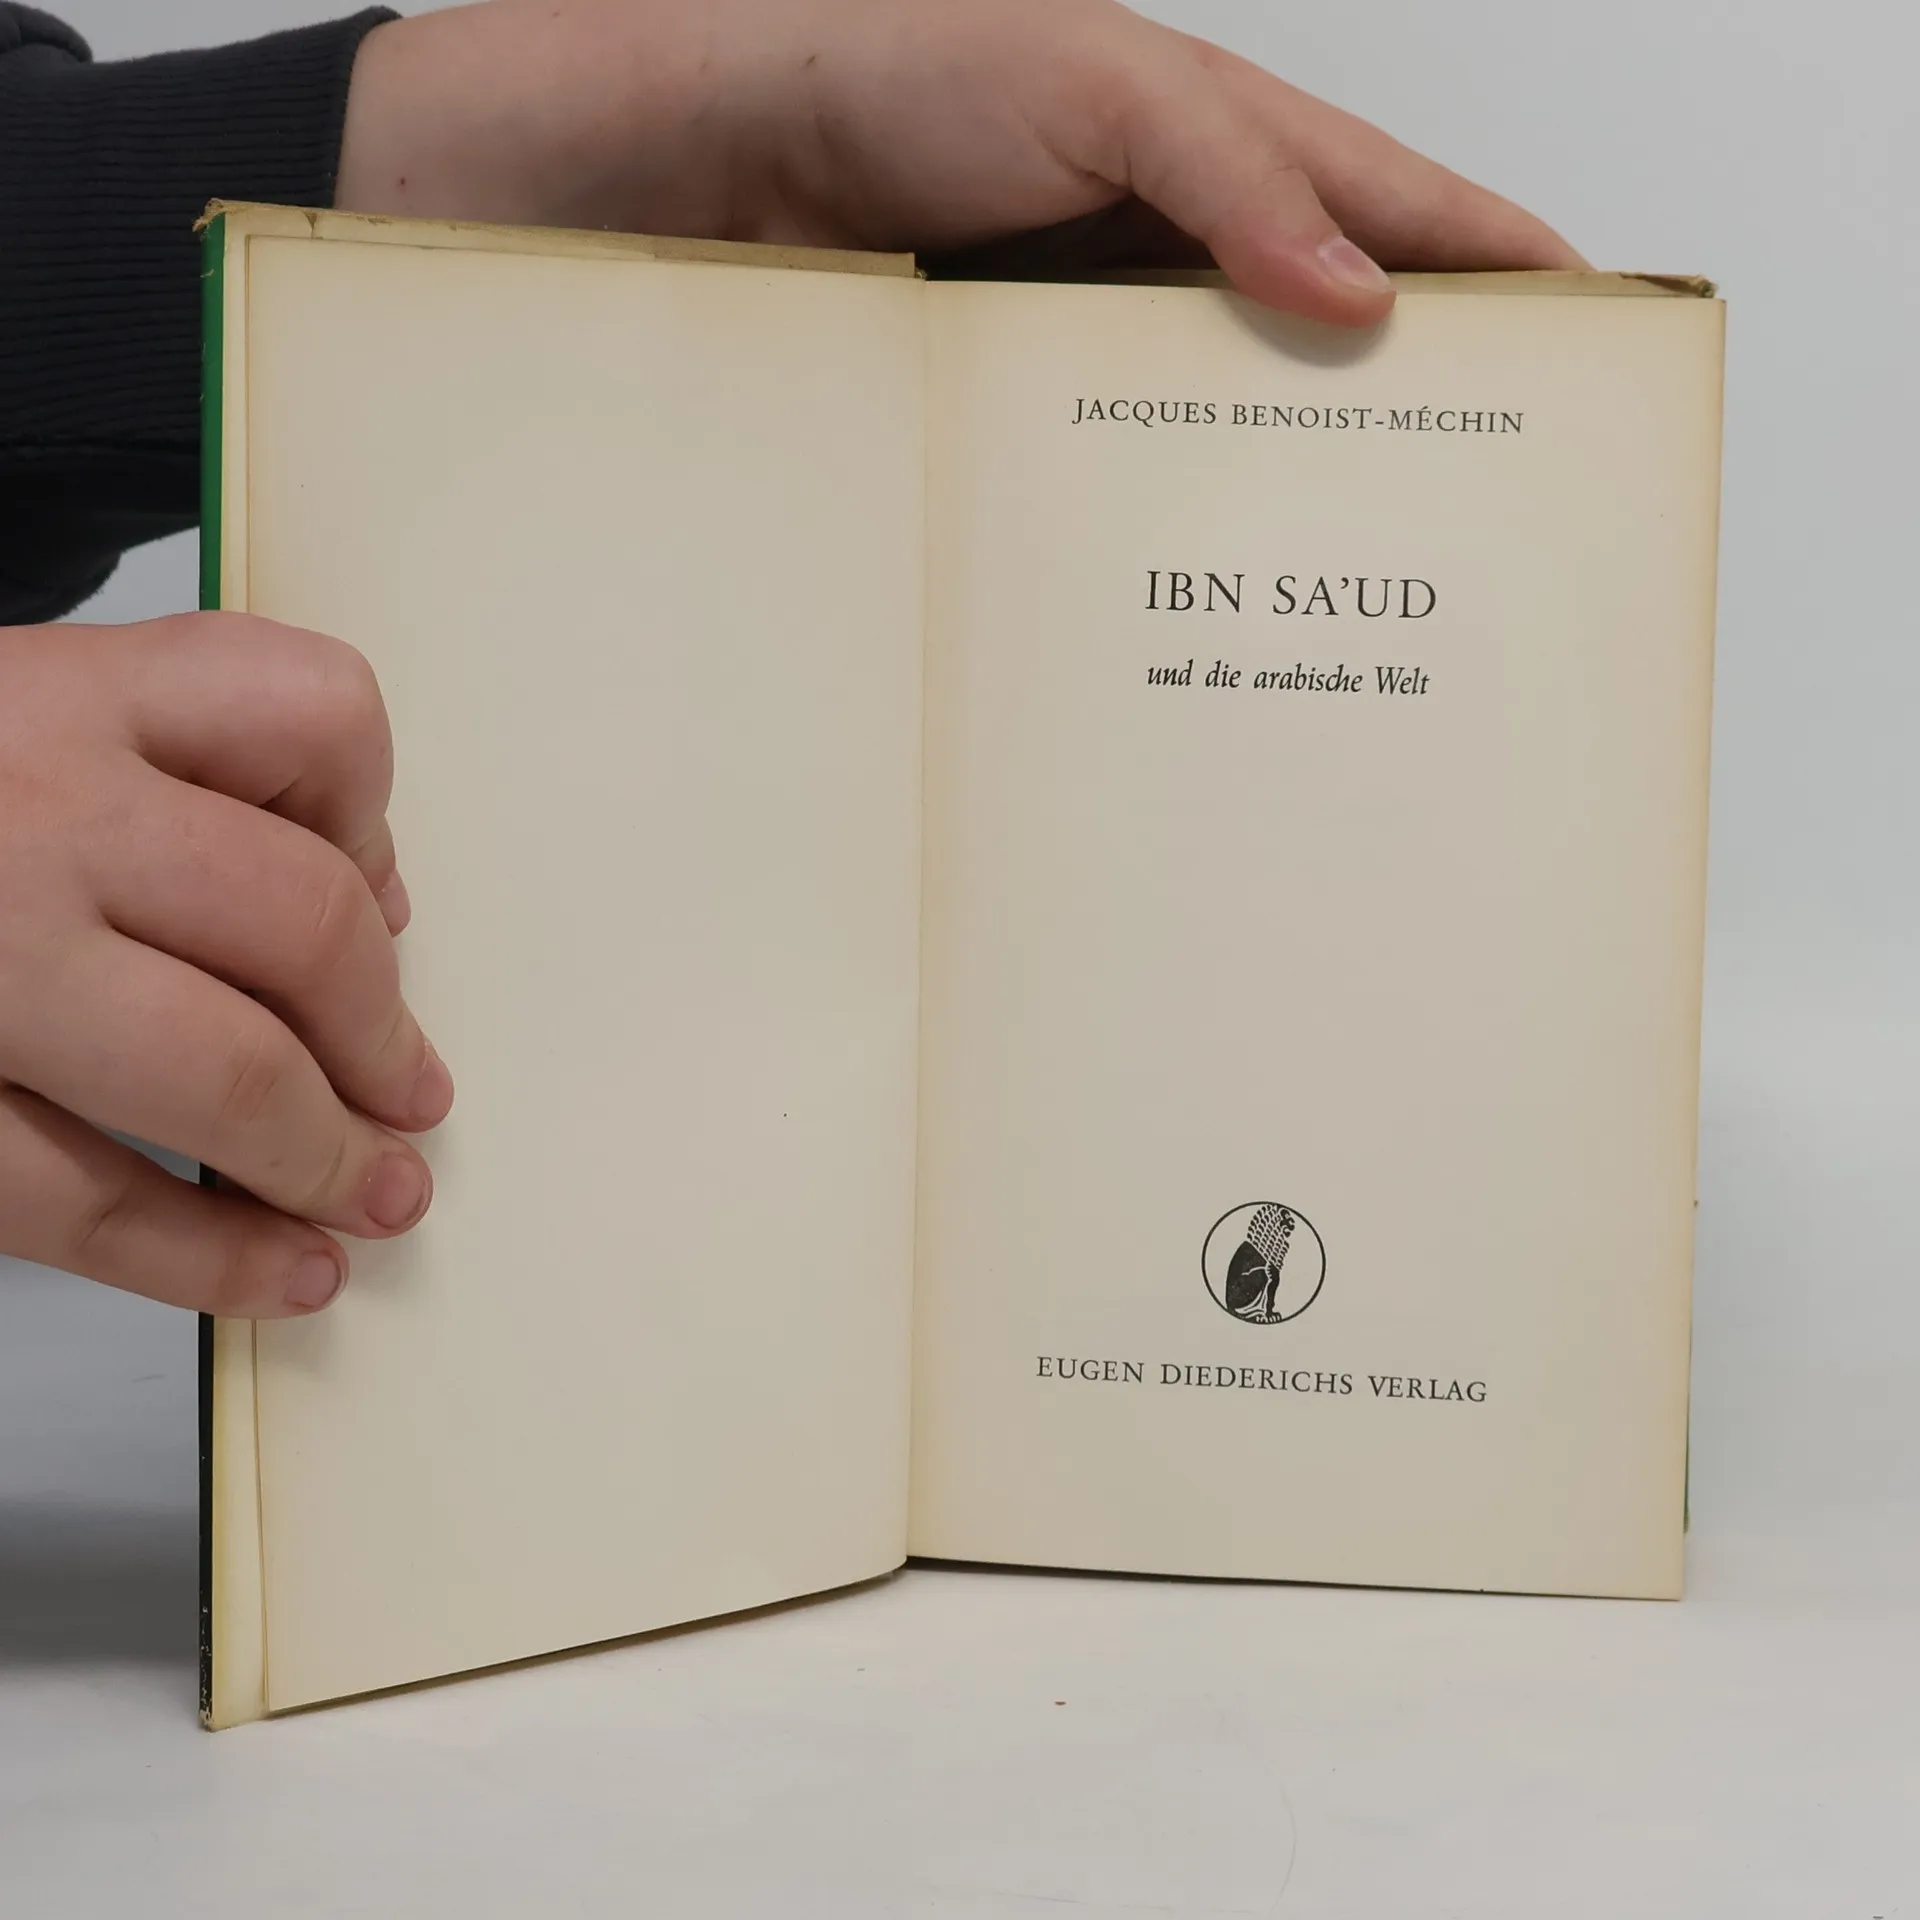 JACQUES BENOIST-MÉCHIN
IBN SA’UD
und die arabische Welt
EUGEN DIEDERICHS VERLAG